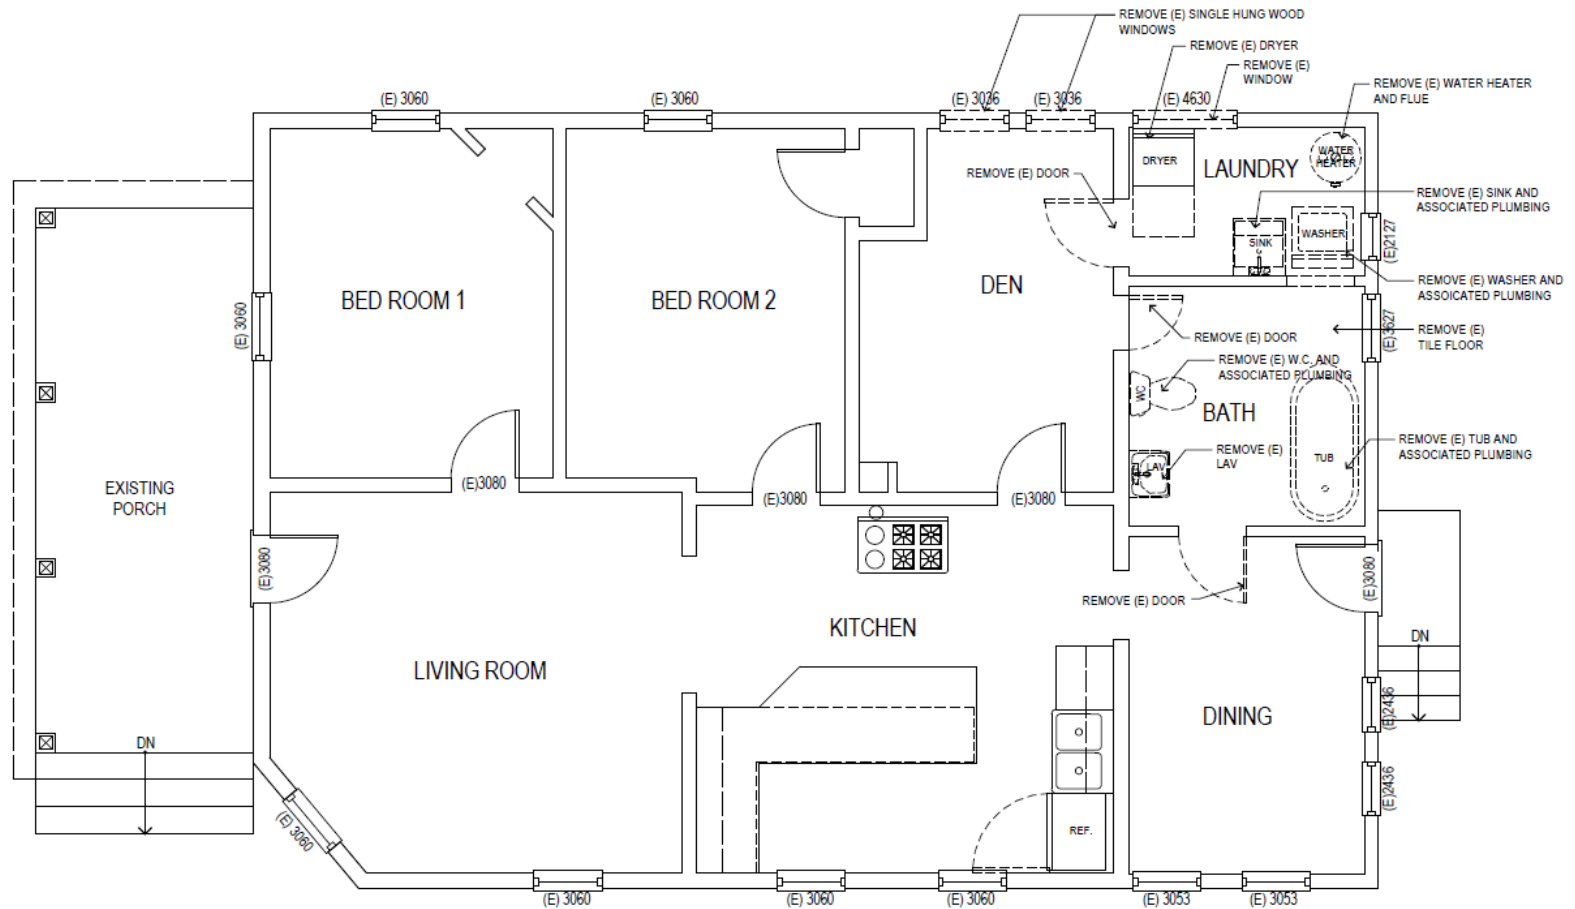 REMOVE (E) SINGLE HUNG WOOD
WINDOWS
REMOVE (E) DRYER
REMOVE (E)
WINDOW
REMOVE (E) WATER HEATER
AND FLUE
(E) 3060
(E) 3060
(E) 3036
(E) 3036
(E) 4630
WATER
HEATER
DRYER
LAUNDRY
REMOVE (E) DOOR
REMOVE (E) SINK AND
ASSOCIATED PLUMBING
SINK
WASHER
(E)2127
REMOVE (E) WASHER AND
ASSOICATED PLUMBING
DEN
BED ROOM 1
BED ROOM 2
(E) 3060
(E)3627
REMOVE (E) DOOR
REMOVE (E)
TILE FLOOR
REMOVE (E) W.C. AND
ASSOCIATED PLUMBING
WC
BATH
REMOVE (E) TUB AND
ASSOCIATED PLUMBING
REMOVE (E)
LAV
LAV
TUB
EXISTING
PORCH
(E)3080
(E)3080
(E)3080
(E)3080
(E)3080
REMOVE (E) DOOR
KITCHEN
DN
LIVING ROOM
DINING
(E)2436
DN
(E)2436
(E) 3060
REF.
(E) 3060
(E) 3060
(E) 3060
(E) 3053
(E) 3053